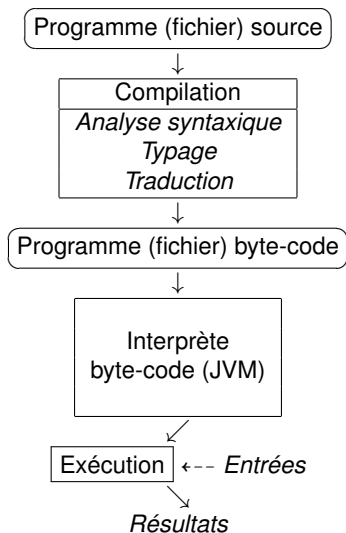 Programme (fichier) source
Compilation
Analyse syntaxique
Typage
Traduction
Programme (fichier) byte-code
Interprète
byte-code (JVM)
Exécution
Entrées
Résultats